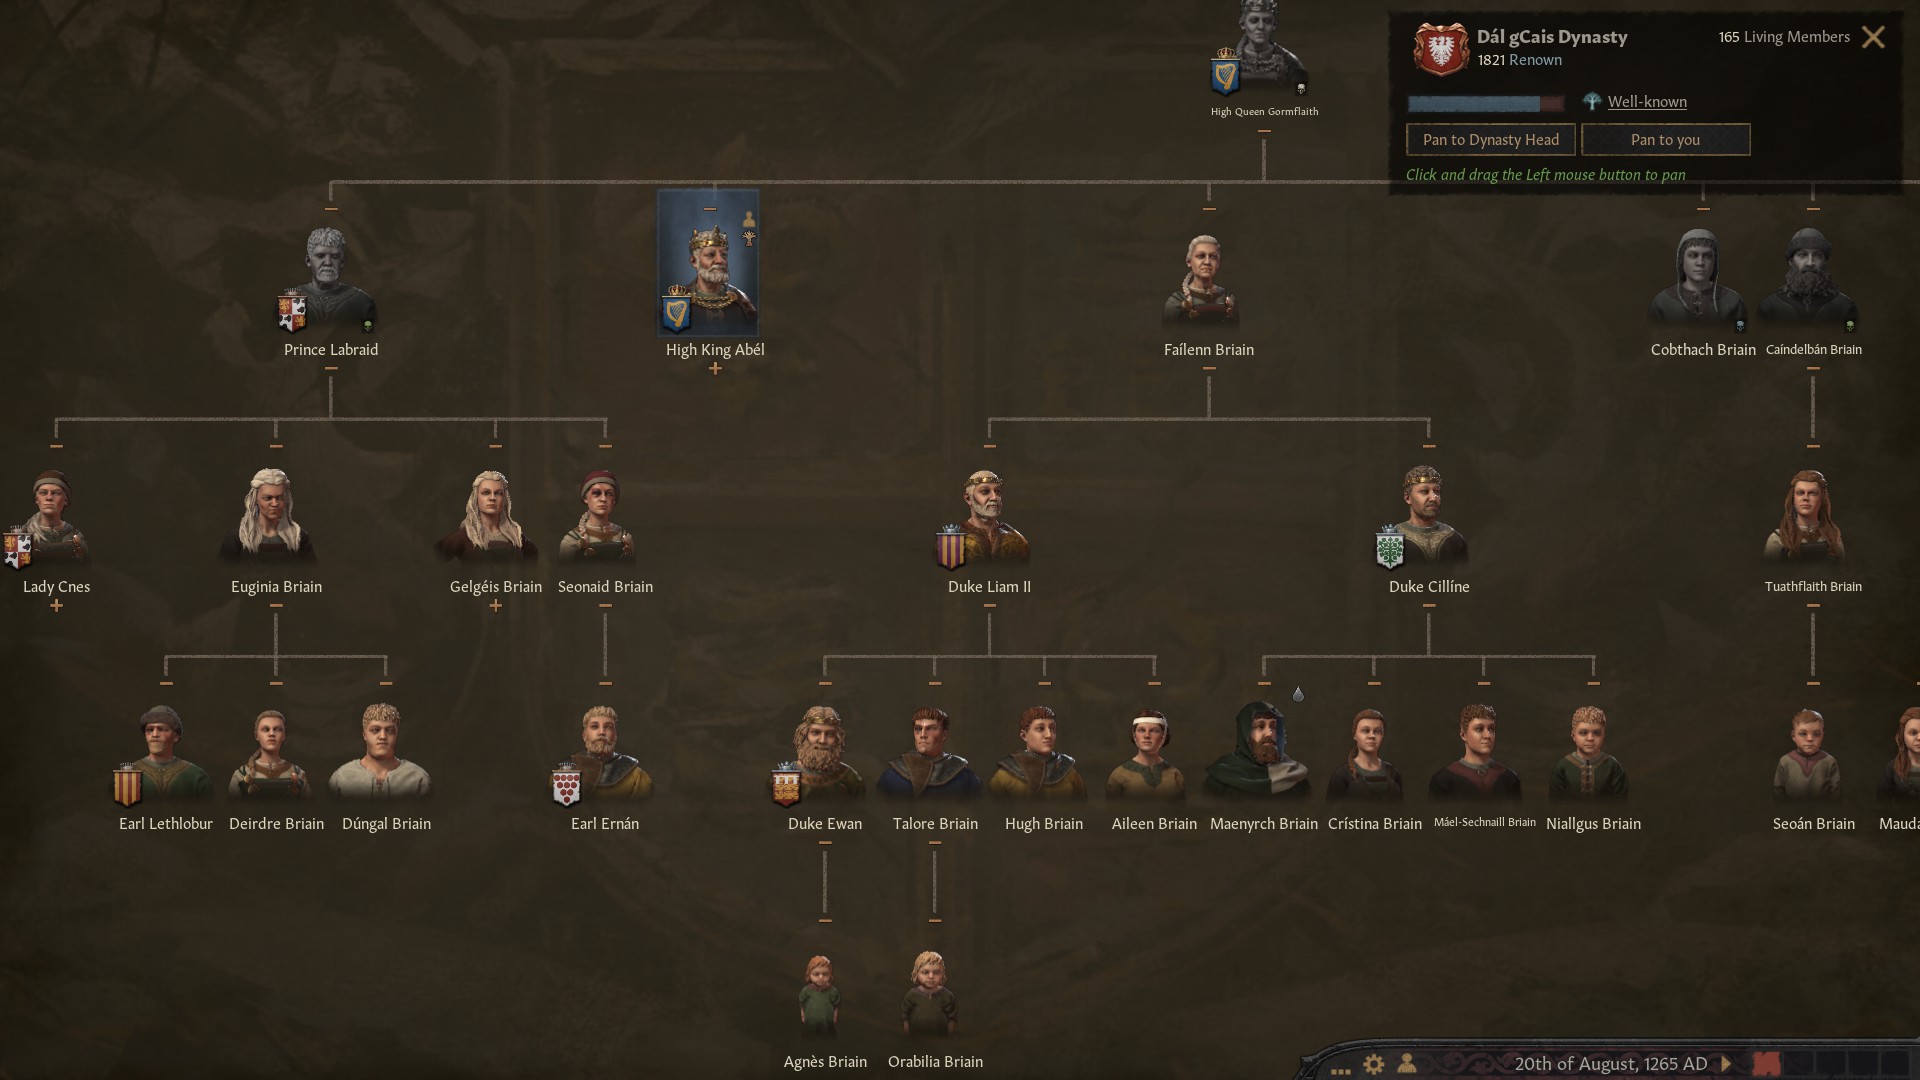 Dál gCais Dynasty
165 Living Members
1821 Renown
Well-known
Pan to Dynasty Head
Pan to you
Click and drag the Left mouse button to pan
High Queen Gormflaith
Prince Labraid
High King Abél
Faílenn Briain
Cobthach Briain
Caíndelbán Briain
Lady Cnes
Euginia Briain
Gelgéis Briain
Seonaid Briain
Duke Liam II
Duke Cillíne
Tuathflaith Briain
Earl Lethlobur
Deirdre Briain
Dúngal Briain
Earl Ernán
Duke Ewan
Talore Briain
Hugh Briain
Aileen Briain
Maenyrch Briain
Crístina Briain
Máel-Sechnaill Briain
Niallgus Briain
Seoán Briain
Mauda
Agnès Briain
Orabilia Briain
... 20th of August, 1265 AD